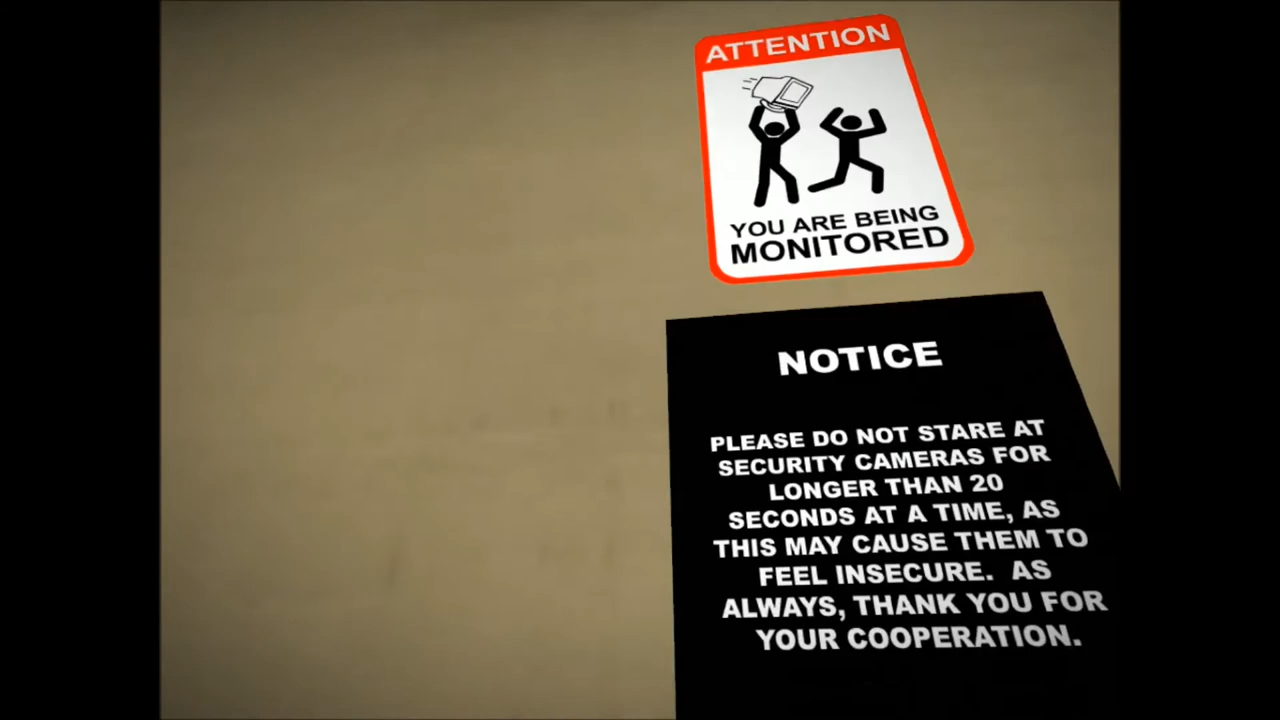 ATTENTION
YOU ARE BEING
MONITORED
NOTICE
PLEASE DO NOT STARE AT
SECURITY CAMERAS FOR
LONGER THAN 20
SECONDS AT A TIME, AS
THIS MAY CAUSE THEM TO
FEEL INSECURE. AS
ALWAYS, THANK YOU FOR
YOUR COOPERATION.